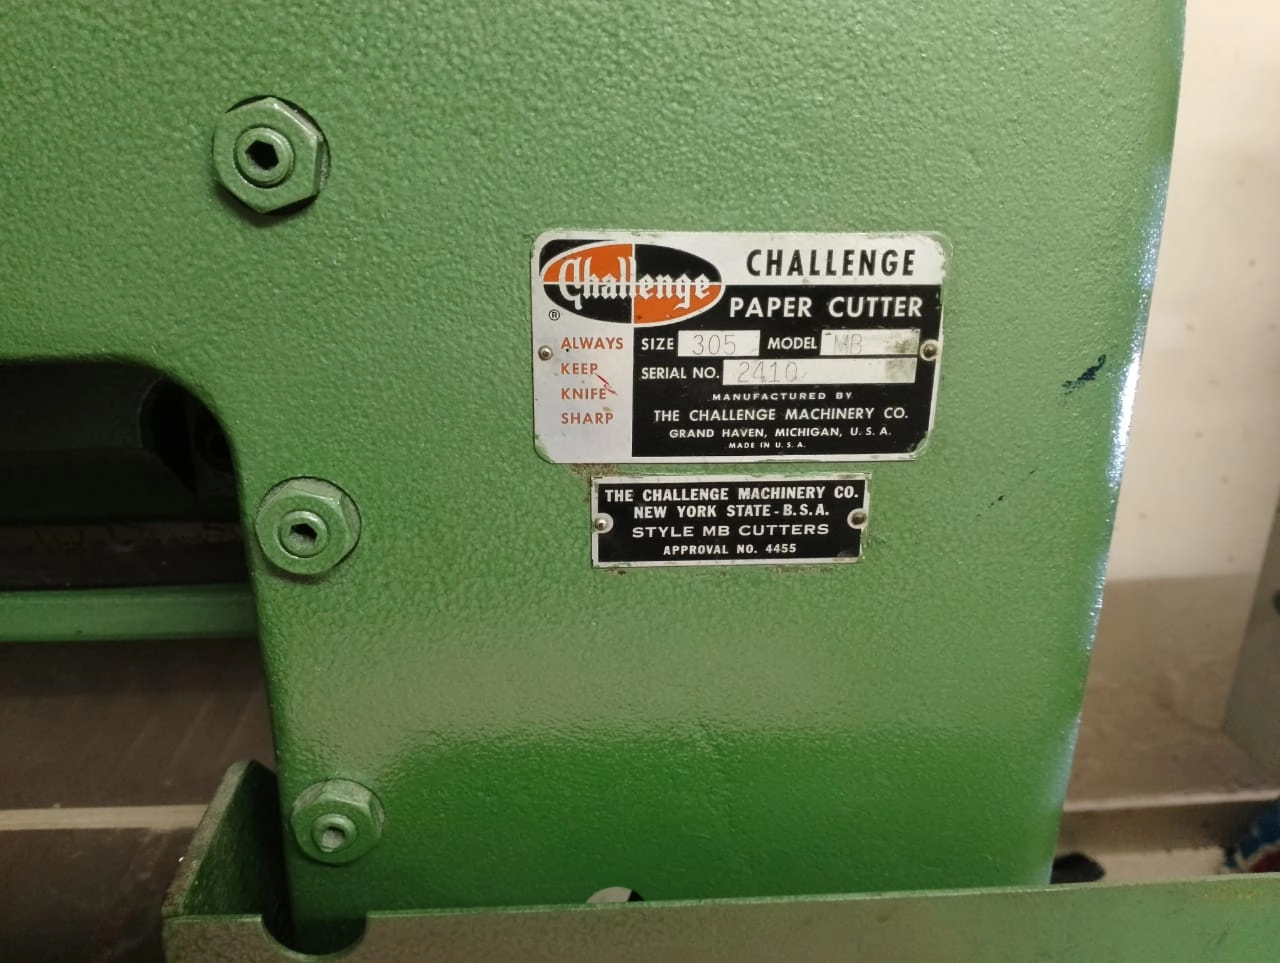 Challenge
®
CHALLENGE
PAPER CUTTER
ALWAYS
KEEP
KNIFE
SHARP
SIZE 305 MODEL MB
SERIAL NO. 2410
MANUFACTURED BY
THE CHALLENGE MACHINERY CO.
GRAND HAVEN, MICHIGAN, U. S. A.
MADE IN U. S. A.
THE CHALLENGE MACHINERY CO.
NEW YORK STATE - B.S.A.
STYLE MB CUTTERS
APPROVAL NO. 4455